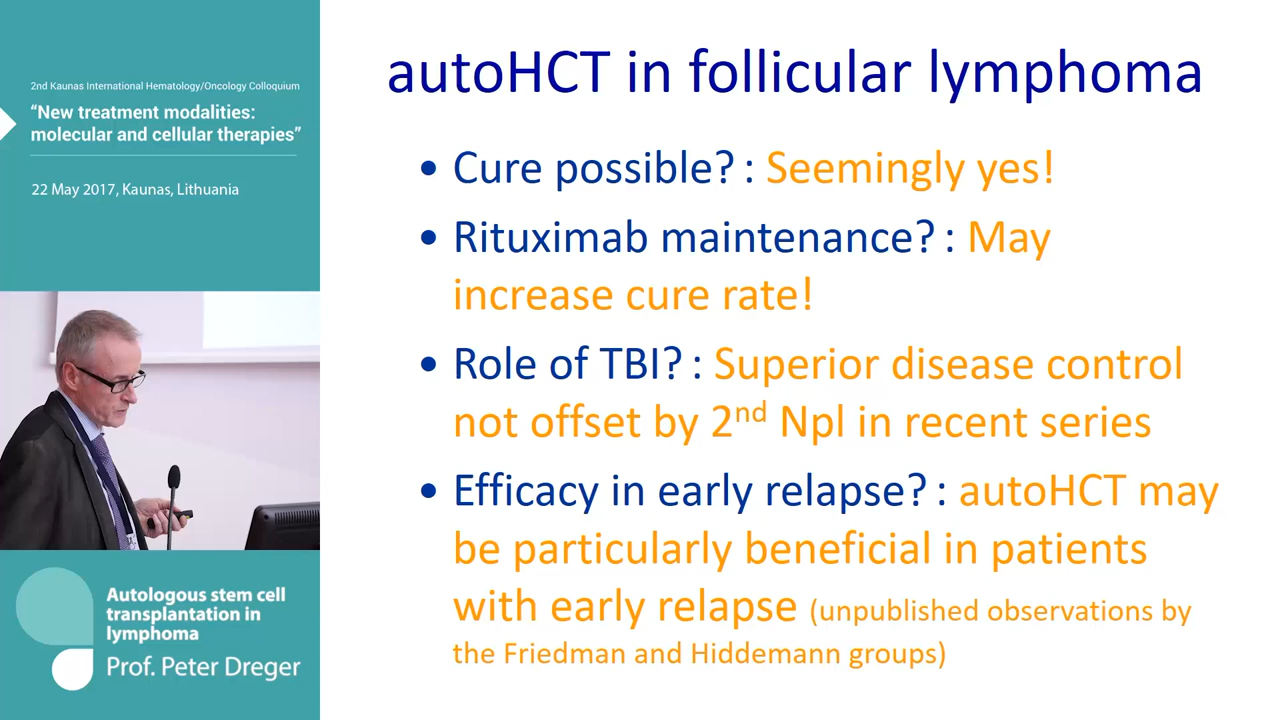 2nd Kaunas International Hematology/Oncology Colloquium
“New treatment modalities:
molecular and cellular therapies”
22 May 2017, Kaunas, Lithuania
Autologous stem cell
transplantation in
lymphoma
Prof. Peter Dreger
autoHCT in follicular lymphoma
• Cure possible? : Seemingly yes!
• Rituximab maintenance? : May
increase cure rate!
• Role of TBI? : Superior disease control
not offset by 2nd Npl in recent series
• Efficacy in early relapse? : autoHCT may
be particularly beneficial in patients
with early relapse (unpublished observations by
the Friedman and Hiddemann groups)